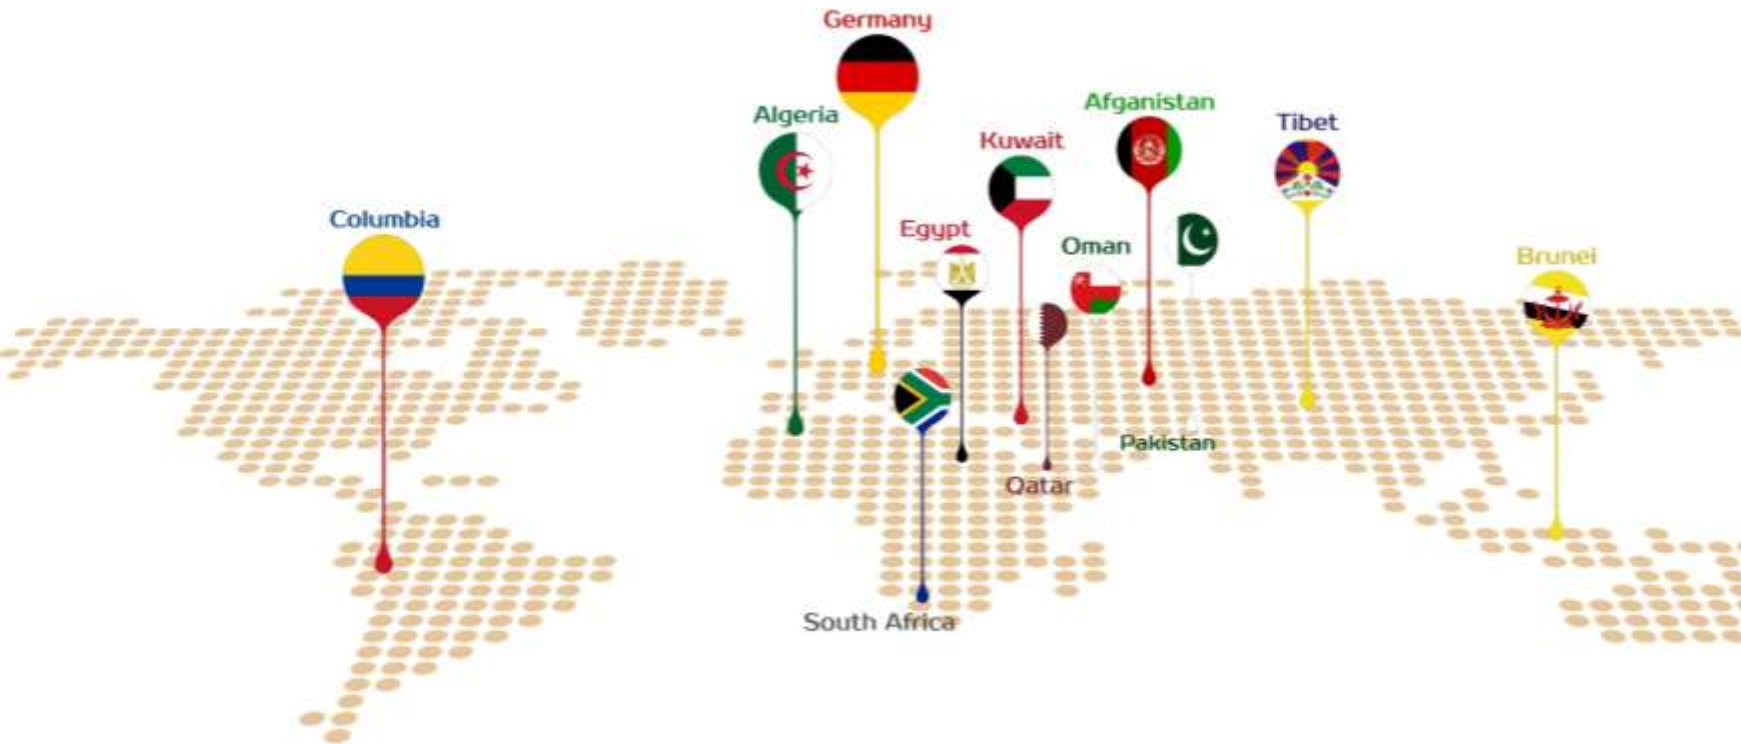 Germany
Afganistan
Algeria
Tibet
Kuwait
Columbia
Egypt
Oman
Brunei
Pakistan
Qatar
South Africa